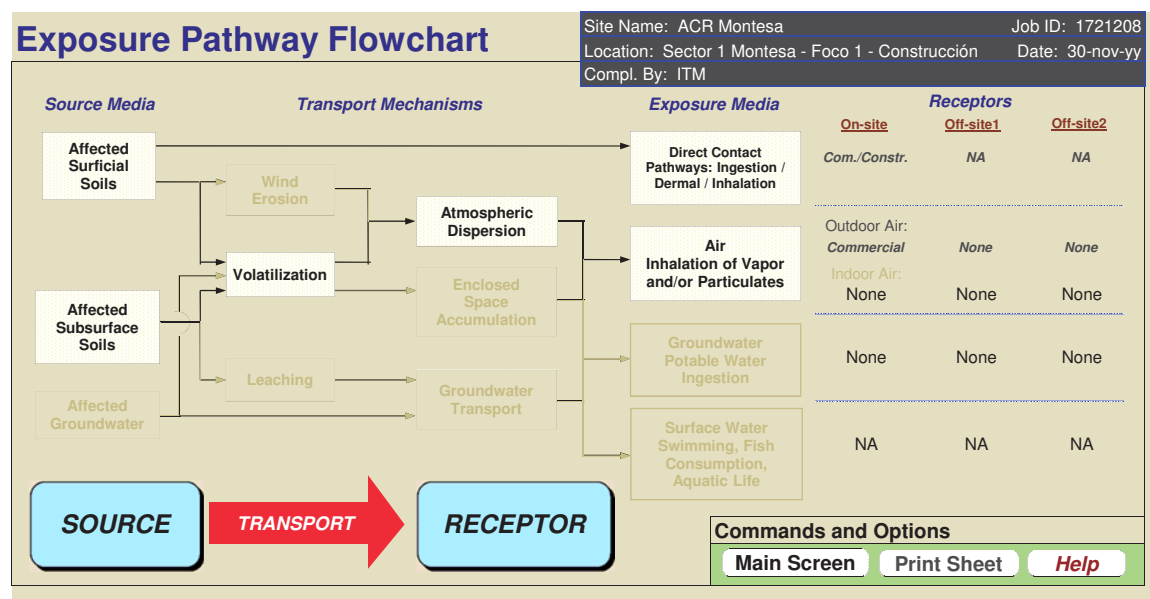 Exposure Pathway Flowchart
Site Name: ACR Montesa Job ID: 1721208
Location: Sector 1 Montesa - Foco 1 - Construcción Date: 30-nov-yy
Compl. By: ITM
Source Media Transport Mechanisms Exposure Media Receptors
On-site Off-site1 Off-site2
Affected
Surficial
Soils
Wind
Erosion
Direct Contact
Pathways: Ingestion /
Dermal / Inhalation
Com./Constr. NA NA
Atmospheric
Dispersion
Volatilization
Air
Inhalation of Vapor
and/or Particulates
Outdoor Air:
Commercial None None
Indoor Air:
None None None
Affected
Subsurface
Soils
Enclosed
Space
Accumulation
Groundwater
Potable Water
Ingestion
None None None
Leaching
Affected
Groundwater
Groundwater
Transport
Surface Water
Swimming, Fish
Consumption,
Aquatic Life
NA NA NA
SOURCE TRANSPORT RECEPTOR
Commands and Options
Main Screen Print Sheet Help